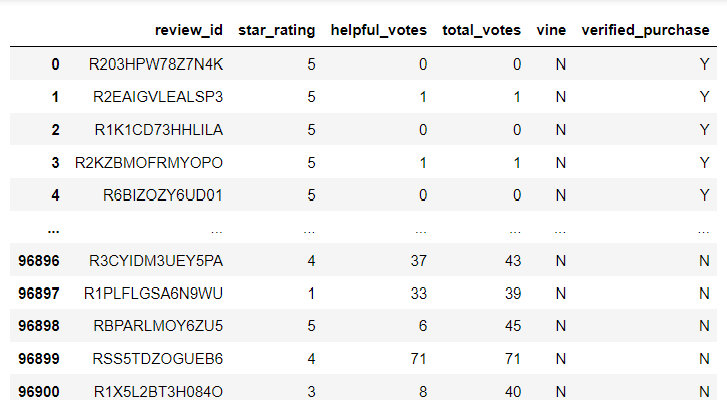 review_id star_rating helpful_votes total_votes vine verified_purchase
0 R203HPW78Z7N4K 5 0 0 N Y
1 R2EAIGVLEALSP3 5 1 1 N Y
2 R1K1CD73HHLILA 5 0 0 N Y
3 R2KZBMOFRMYOPO 5 1 1 N Y
4 R6BIZOZY6UD01 5 0 0 N Y
... ... ... ... ... ... ...
96896 R3CYIDM3UEY5PA 4 37 43 N N
96897 R1PLFLGSA6N9WU 1 33 39 N N
96898 RBPARLMOY6ZU5 5 6 45 N N
96899 RSS5TDZOGUEB6 4 71 71 N N
96900 R1X5L2BT3H084O 3 8 40 N N